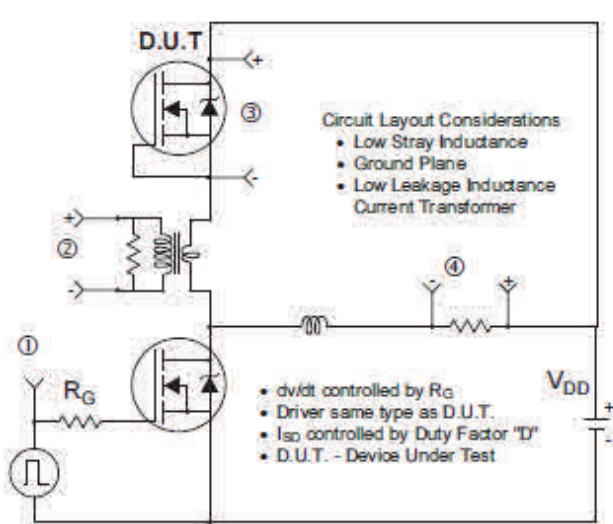 D.U.T
+
③
-
Circuit Layout Considerations
• Low Stray Inductance
• Ground Plane
• Low Leakage Inductance
Current Transformer
+
②
-
④
- +
①
RG
VDD
+
-
• dv/dt controlled by RG
• Driver same type as D.U.T.
• ISD controlled by Duty Factor "D"
• D.U.T. - Device Under Test